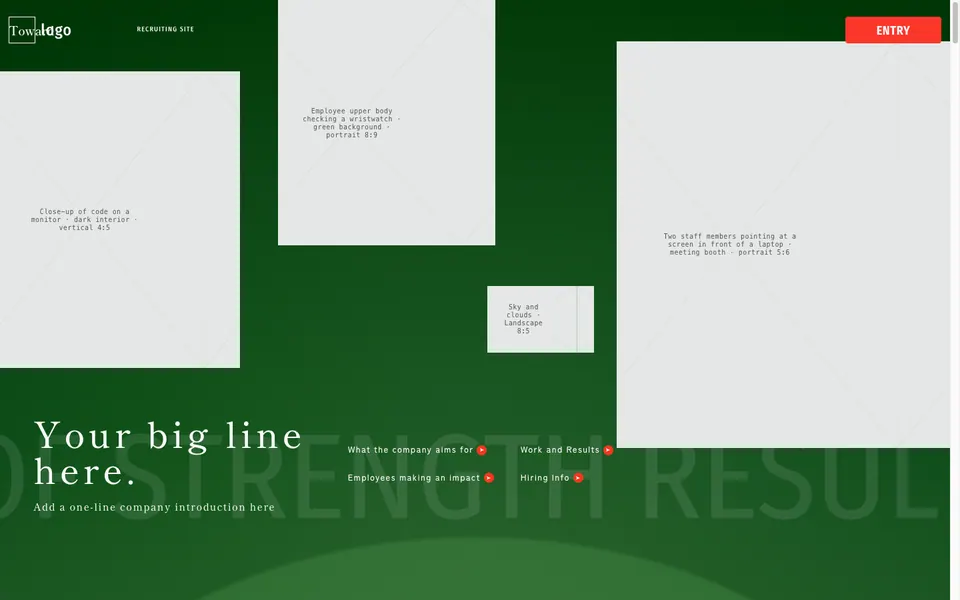 Toward
logo
RECRUITING SITE
ENTRY
Employee upper body
checking a wristwatch ·
green background ·
portrait 8:9
Close-up of code on a
monitor · dark interior ·
vertical 4:5
Two staff members pointing at a
screen in front of a laptop ·
meeting booth · portrait 5:6
Sky and
clouds ·
Landscape
8:5
Your big line
here.
Add a one-line company introduction here
What the company aims for
Work and Results
Employees making an impact
Hiring Info
STRENGTH RESUL